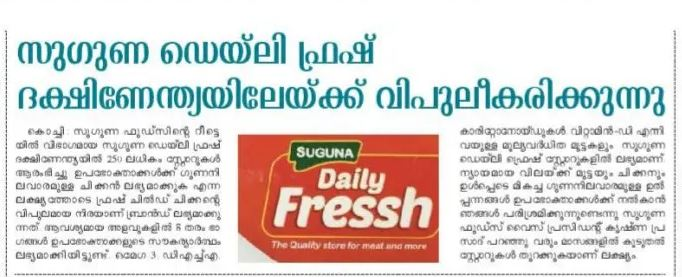 സുഗുണ ഡെയ്‌ലി ഫ്രഷ്
ദക്ഷിണേന്ത്യയിലേയ്ക്ക് വിപുലീകരിക്കുന്നു
കൊച്ചി: സുഗുണ ഫുഡ്‌സിന്റെ റീട്ടെ
യിൽ വിഭാഗമായ സുഗുണ ഡെയ്‌ലി ഫ്രഷ്
ദക്ഷിണേന്ത്യയിൽ 250 ലധികം സ്റ്റോറുകൾ
ആരംഭിച്ചു ഉപഭോക്താക്കൾക്ക് ഗുണനി
ലവാരമുള്ള ചിക്കൻ ലഭ്യമാക്കുക എന്ന
ലക്ഷ്യത്തോടെ ഫ്രഷ് ചിൽഡ് ചിക്കന്റെ
വിപുലമായ നിരയാണ് ബ്രാൻഡ് ലഭ്യമാക്കു
ന്നത്. ആവശ്യമായ അളവുകളിൽ 8 തരം ഭാ
ഗങ്ങൾ ഉപഭോക്താക്കളുടെ സൗകര്യാർത്ഥം
ലഭ്യമാക്കിയിട്ടുണ്ട്. ഒമേഗ 3 ഡിഎച്ച്എ,
SUGUNA
Daily
Fressh
The Quality store for meat and more
കാരിറ്റോനോയ്ഡുകൾ വിറ്റാമിൻ-ഡി എന്നി
വയുള്ള മൂല്യവർദ്ധിത മുട്ടകളും സുഗുണ
ഡെയ്‌ലി ഫ്രെഷ് സ്റ്റോറുകളിൽ ലഭ്യമാണ്.
ന്യായമായ വിലയ്ക്ക് മുട്ടയും ചിക്കനും
ഉൾപ്പെടെ മികച്ച ഗുണനിലവാരമുള്ള ഉൽ
പ്പന്നങ്ങൾ ഉപഭോക്താക്കൾക്ക് നൽകാൻ
ഞങ്ങൾ പരിശ്രമിക്കുന്നുണ്ടെന്നു സുഗുണ
ഫുഡ്‌സ് വൈസ് പ്രസിഡന്റ് കൃഷ്ണ പ്ര
സാദ് പറഞ്ഞു വരും മാസങ്ങളിൽ കൂടുതൽ
സ്റ്റോറുകൾ തുറക്കുകയാണ് ലക്ഷ്യം.